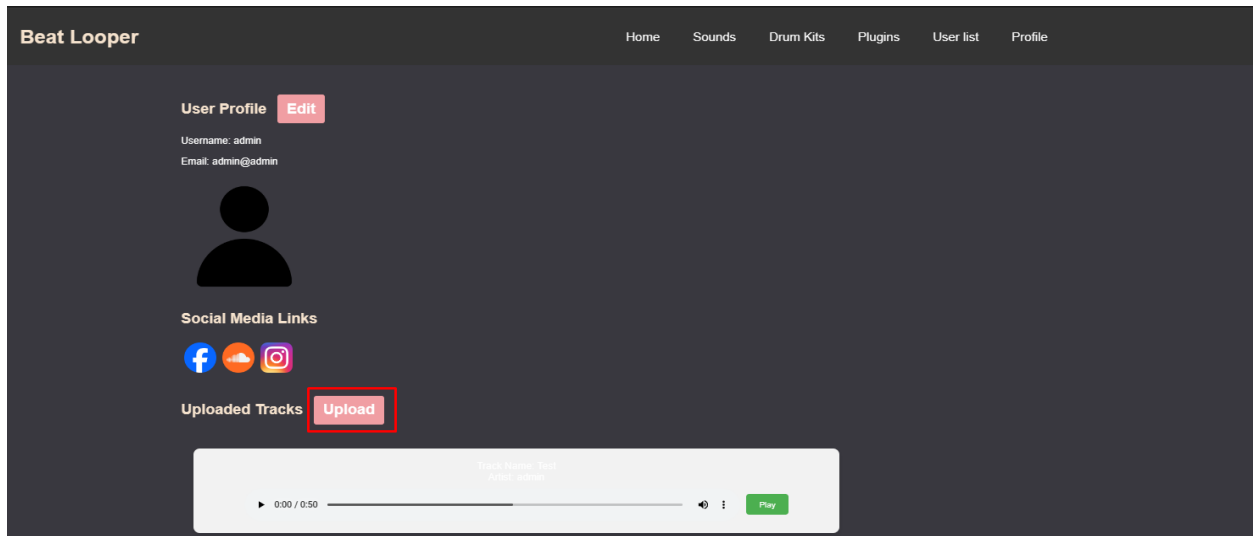 Beat Looper
Home Sounds Drum Kits Plugins User list Profile
User Profile Edit
Username: admin
Email: admin@admin
Social Media Links
Uploaded Tracks Upload
Track Name: Test
Artist: admin
0:00 / 0:50 Play